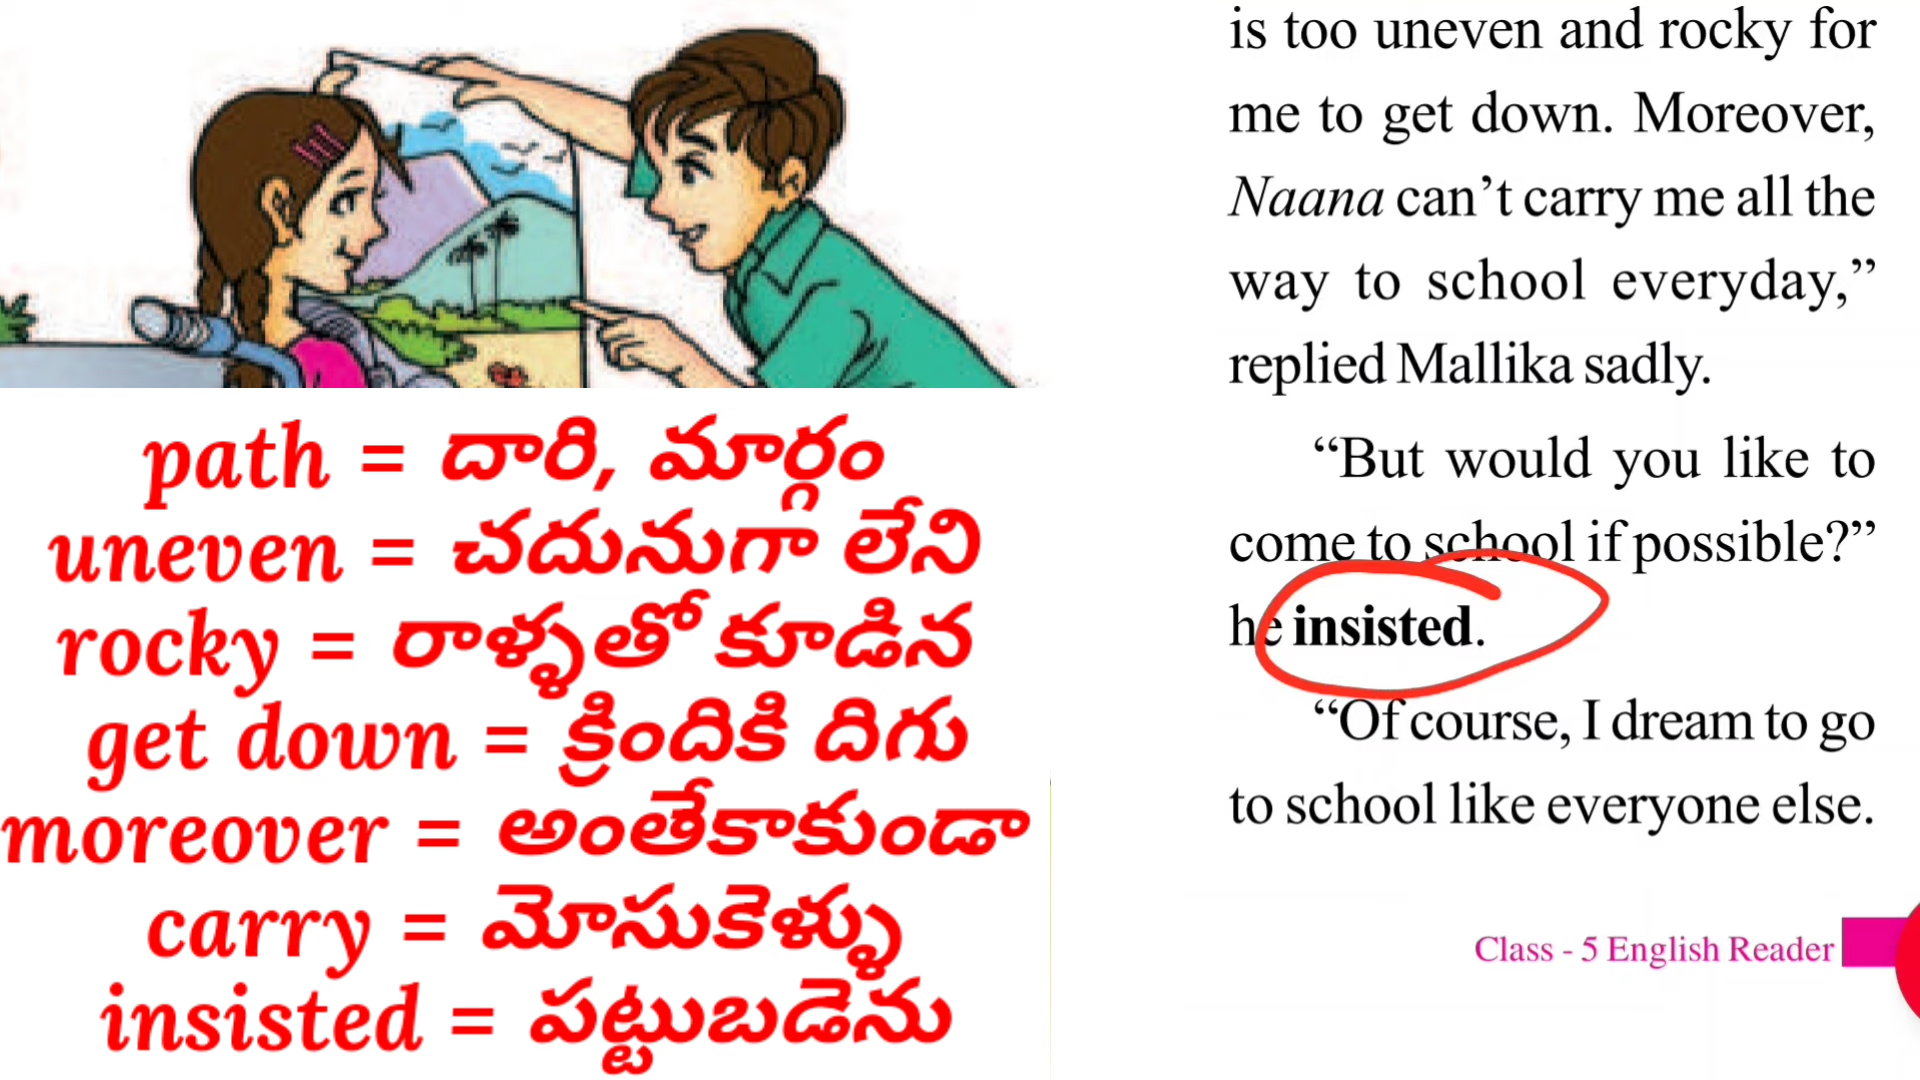 path = దారి, మార్గం
uneven = చదునుగా లేని
rocky = రాళ్ళతో కూడిన
get down = క్రిందికి దిగు
moreover = అంతేకాకుండా
carry = మోసుకెళ్ళు
insisted = పట్టుబడెను
is too uneven and rocky for
me to get down. Moreover,
Naana can’t carry me all the
way to school everyday,”
replied Mallika sadly.
“But would you like to
come to school if possible?”
he insisted.
“Of course, I dream to go
to school like everyone else.
Class - 5 English Reader